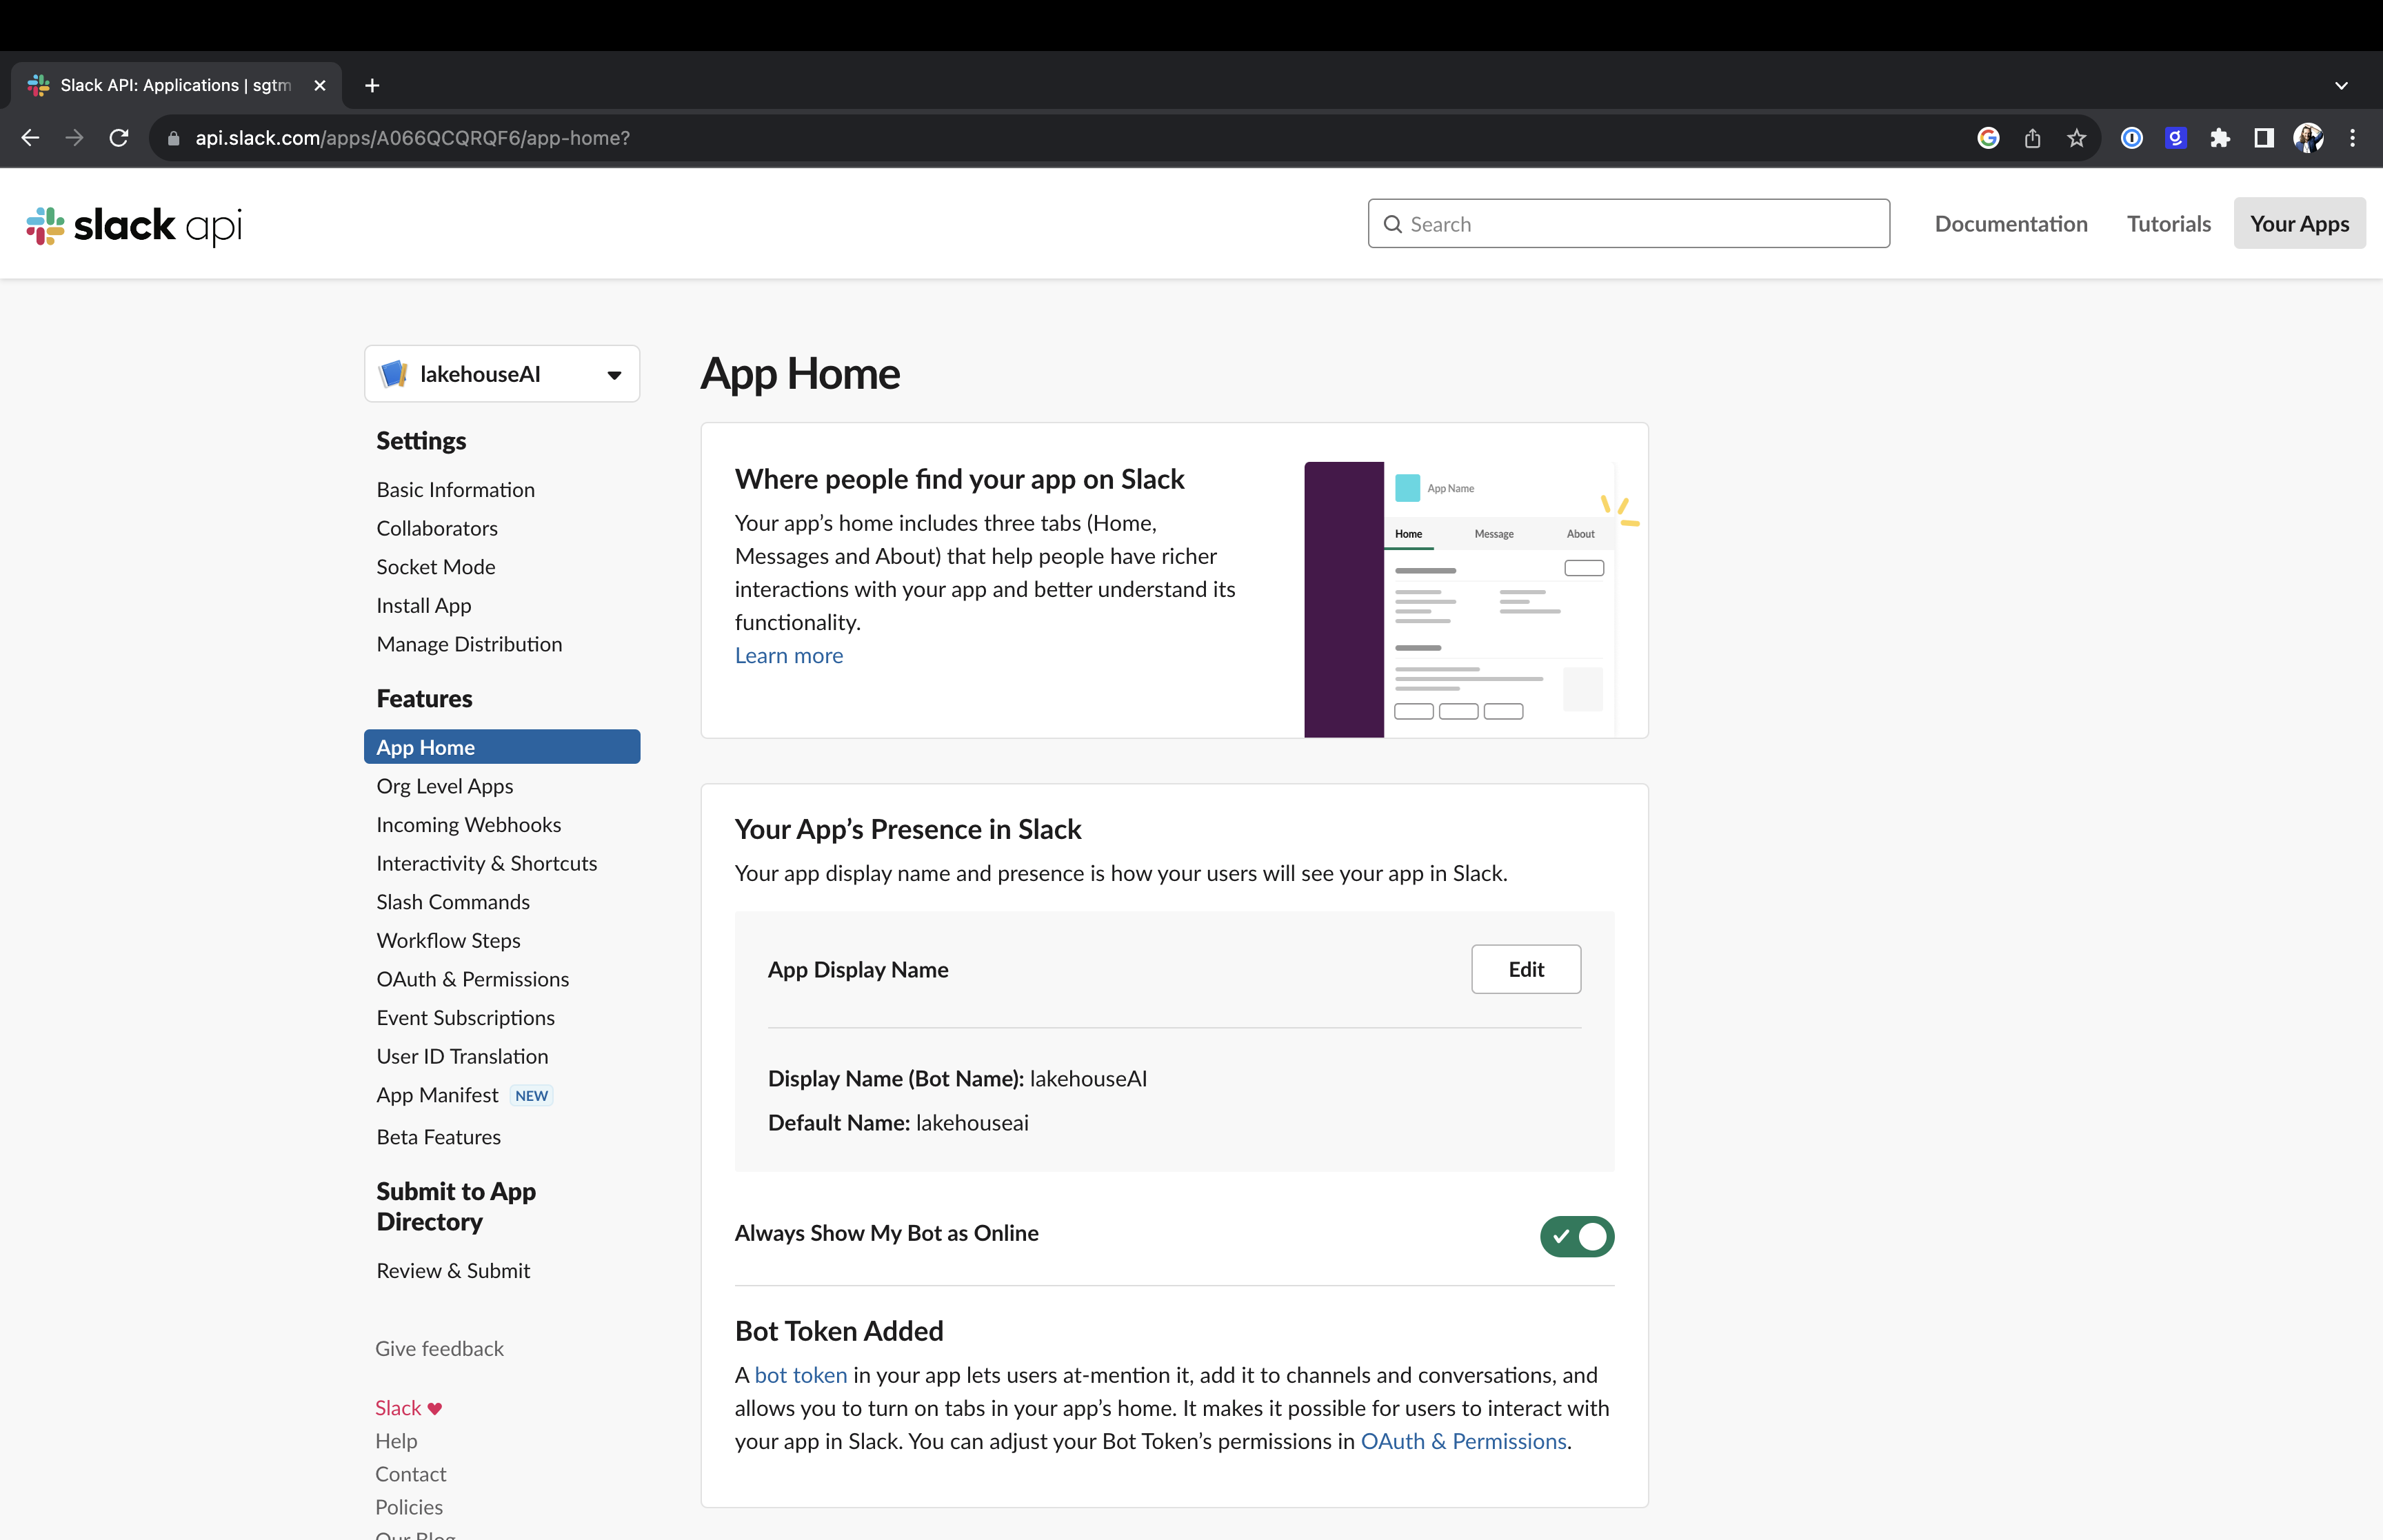 Slack API: Applications | sgtm
api.slack.com/apps/A066QCQRQF6/app-home?
slack api
Search
Documentation
Tutorials
Your Apps
lakehouseAI
Settings
Basic Information
Collaborators
Socket Mode
Install App
Manage Distribution
Features
App Home
Org Level Apps
Incoming Webhooks
Interactivity & Shortcuts
Slash Commands
Workflow Steps
OAuth & Permissions
Event Subscriptions
User ID Translation
App Manifest NEW
Beta Features
Submit to App
Directory
Review & Submit
Give feedback
Slack
Help
Contact
Policies
Our Blog
App Home
Where people find your app on Slack
Your app’s home includes three tabs (Home,
Messages and About) that help people have richer
interactions with your app and better understand its
functionality.
Learn more
App Name
Home Message About
Your App’s Presence in Slack
Your app display name and presence is how your users will see your app in Slack.
App Display Name
Edit
Display Name (Bot Name): lakehouseAI
Default Name: lakehouseai
Always Show My Bot as Online
Bot Token Added
A bot token in your app lets users at-mention it, add it to channels and conversations, and
allows you to turn on tabs in your app’s home. It makes it possible for users to interact with
your app in Slack. You can adjust your Bot Token’s permissions in OAuth & Permissions.